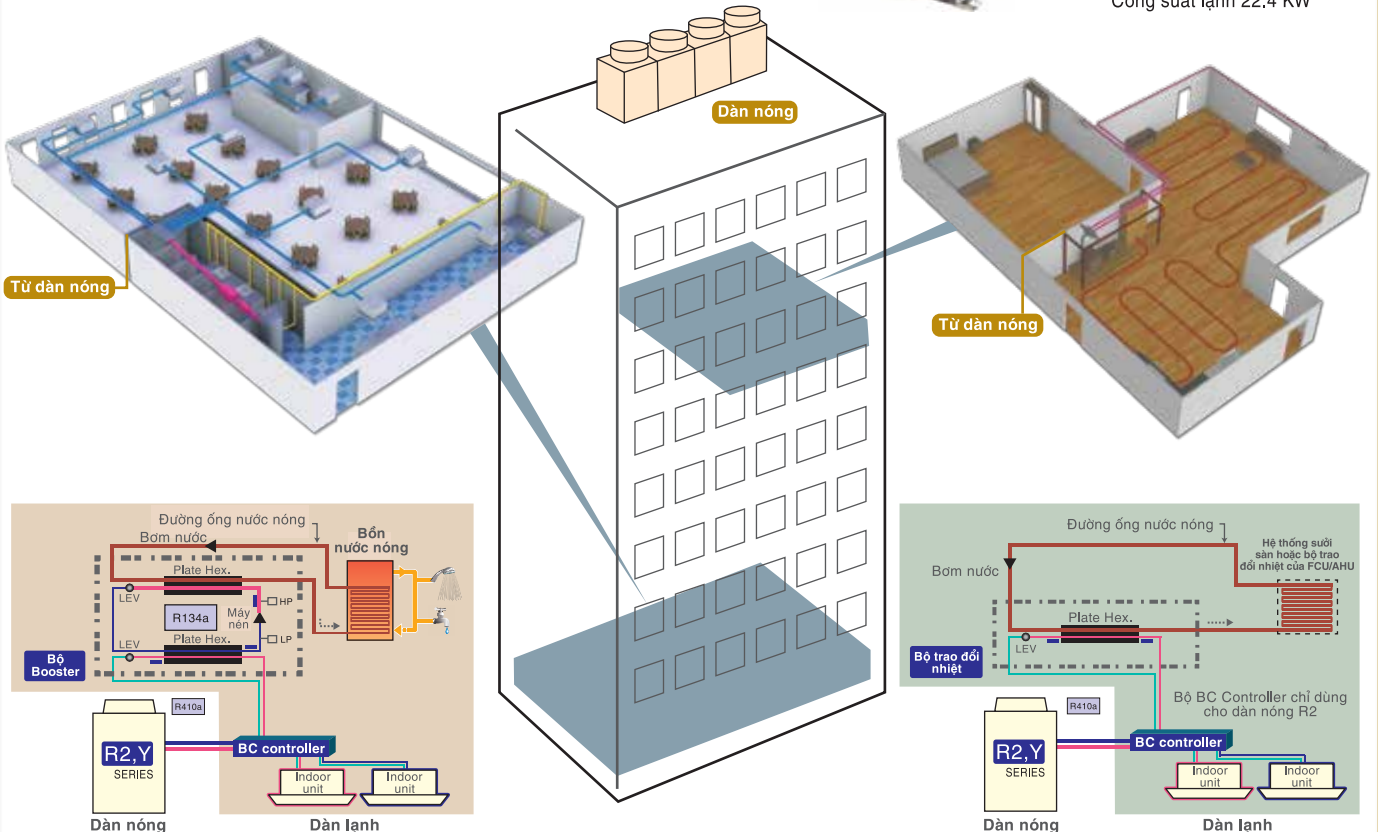 Công suất lạnh 22,4 KW
Dàn nóng
Từ dàn nóng
Từ dàn nóng
Đường ống nước nóng
Bơm nước
Bồn
nước nóng
Plate Hex.
LEV
HP
R134a
Máy
nén
LP
Plate Hex.
LEV
Bộ
Booster
R410a
R2,Y
SERIES
BC controller
Indoor
unit
Indoor
unit
Dàn nóng
Dàn lạnh
Đường ống nước nóng
Hệ thống sưởi
sàn hoặc bộ trao
đổi nhiệt của FCU/AHU
Bơm nước
Plate Hex.
LEV
Bộ trao đổi
nhiệt
Bộ BC Controller chỉ dùng
cho dàn nóng R2
R410a
R2,Y
SERIES
BC controller
Indoor
unit
Indoor
unit
Dàn nóng
Dàn lạnh